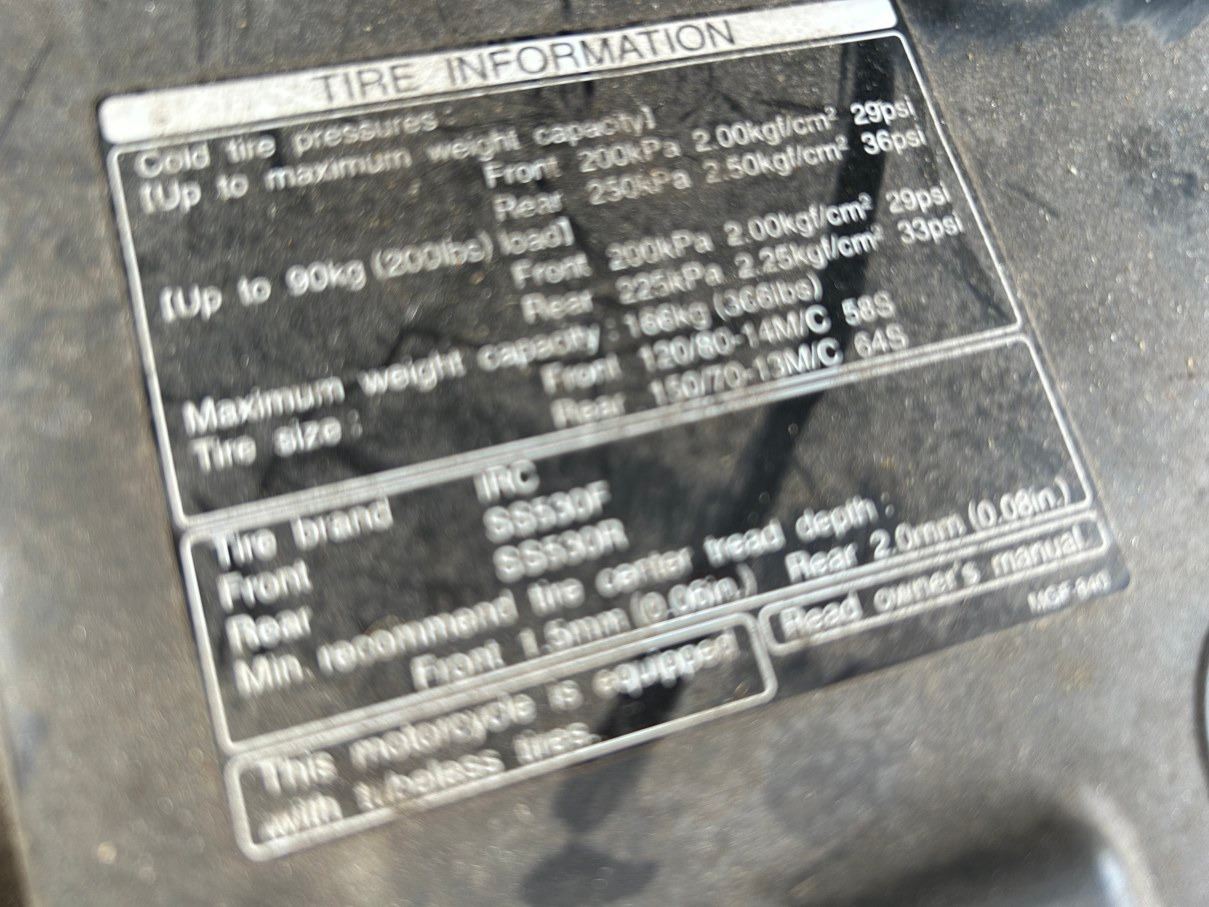 TIRE INFORMATION
Cold tire pressures :
[Up to maximum weight capacity]
Front 200kPa 2.00kgf/cm² 29psi
Rear 250kPa 2.50kgf/cm² 36psi
[Up to 90kg (200lbs) load]
Front 200kPa 2.00kgf/cm² 29psi
Rear 225kPa 2.25kgf/cm² 33psi
Maximum weight capacity : 166kg (366lbs)
Tire size : Front 120/80-14M/C 58S
Rear 150/70-13M/C 64S
Tire brand IRC
Front SS530F
Rear SS530R
Min. recommend tire center tread depth :
Front 1.5mm (0.06in.) Rear 2.0mm (0.08in.)
This motorcycle is equipped
with tubeless tires.
Read owner's manual.